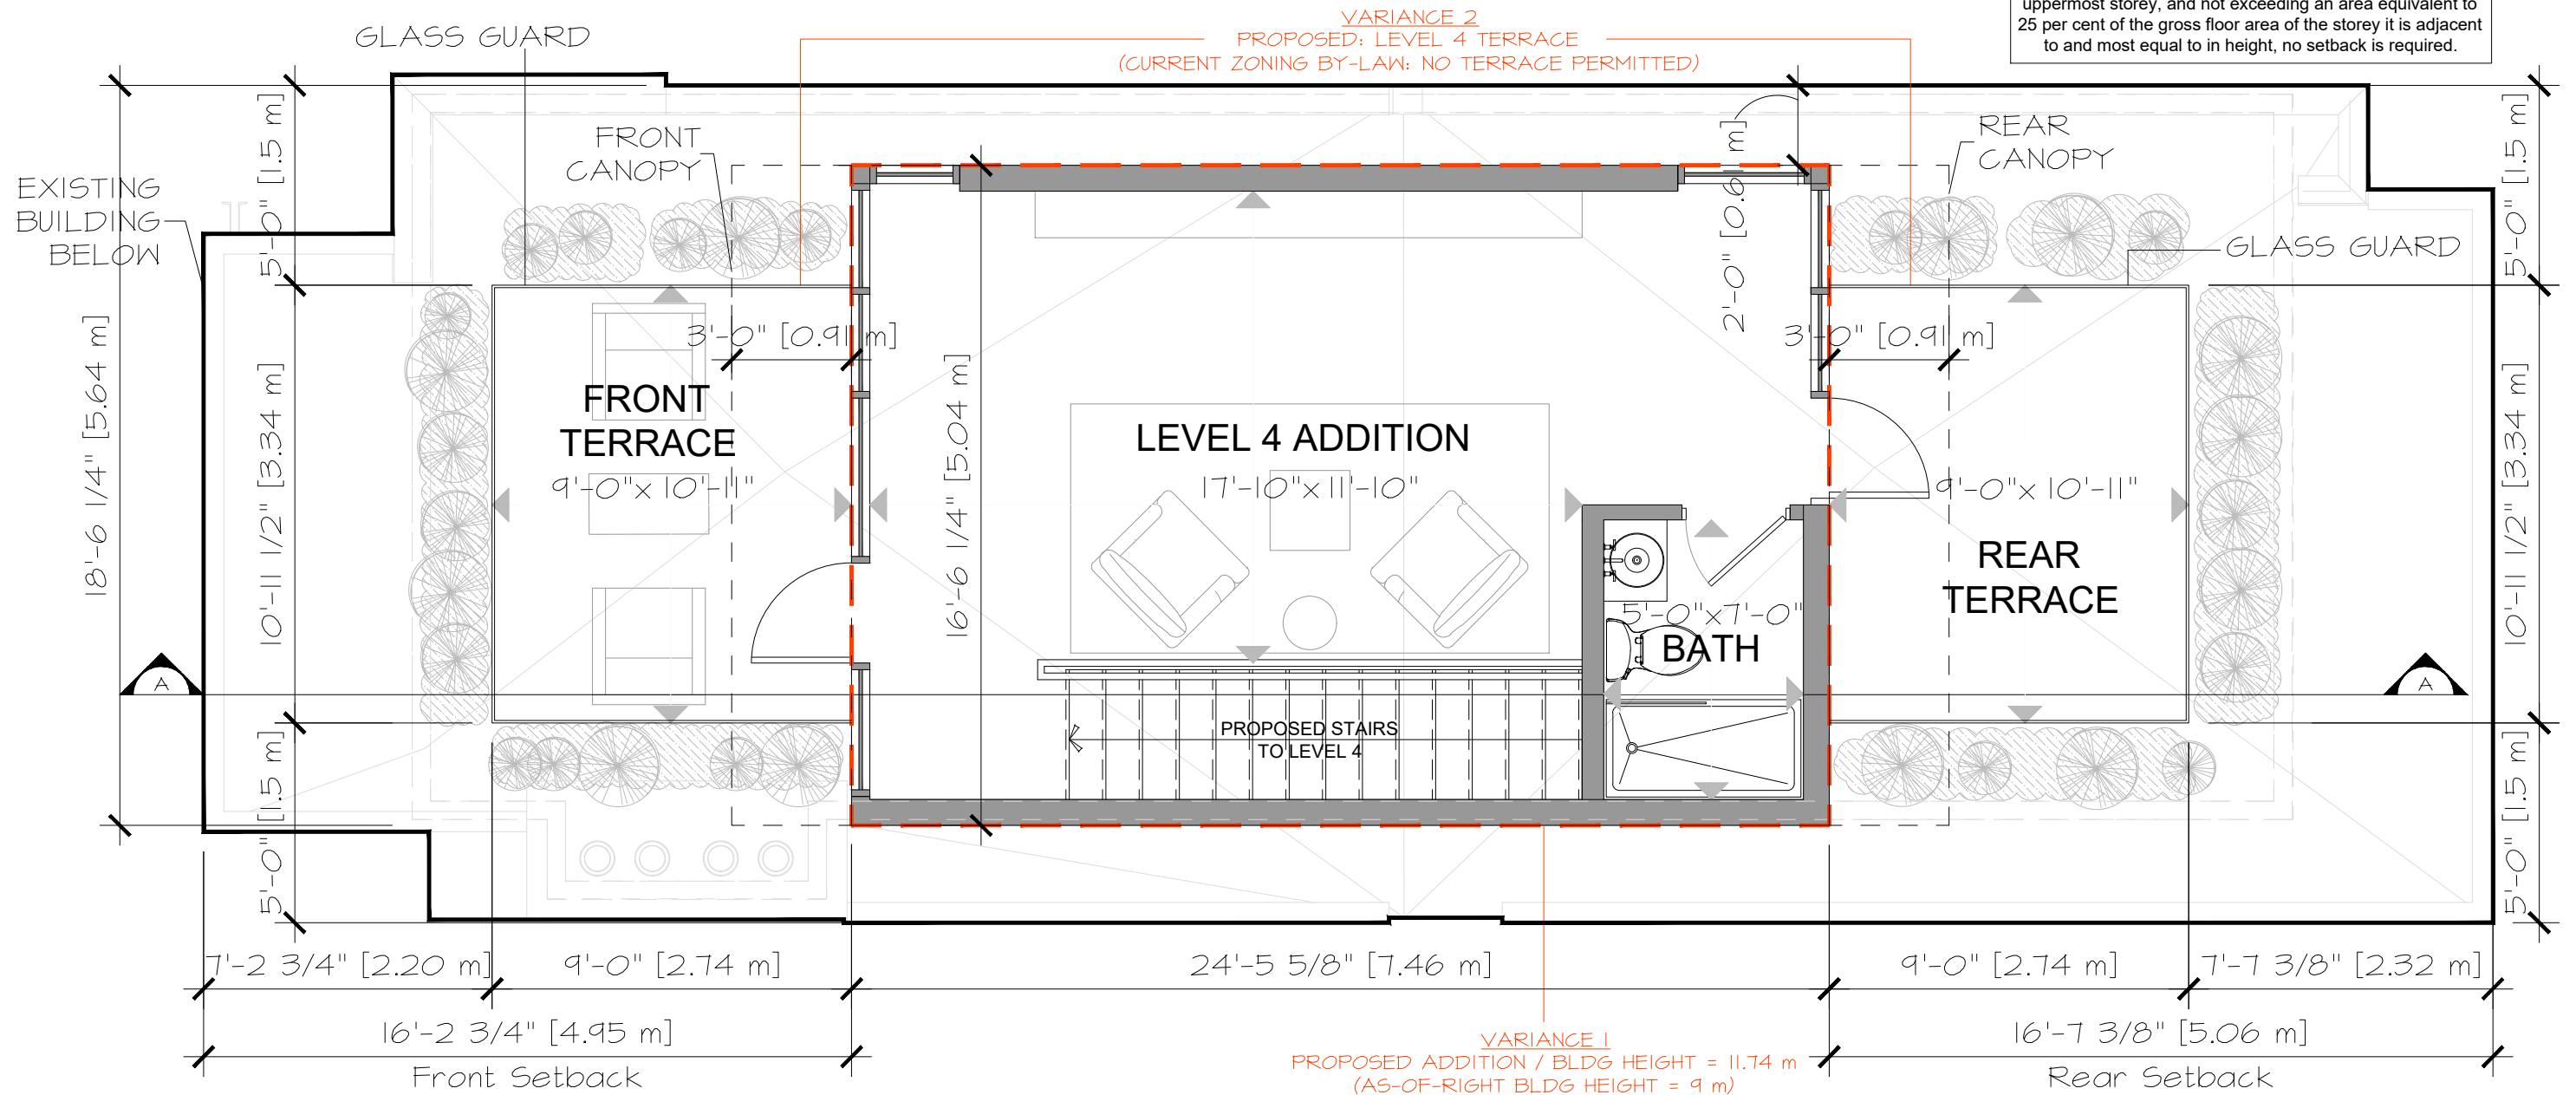 VARIANCE 2
PROPOSED: LEVEL 4 TERRACE
(CURRENT ZONING BY-LAW: NO TERRACE PERMITTED)
uppermost storey, and not exceeding an area equivalent to
25 per cent of the gross floor area of the storey it is adjacent
to and most equal to in height, no setback is required.
GLASS GUARD
FRONT
CANOPY
REAR
CANOPY
EXISTING
BUILDING
BELOW
GLASS GUARD
18'-6 1/4" [5.64 m]
5'-0" [1.5 m]
10'-11 1/2" [3.34 m]
5'-0" [1.5 m]
3'-0" [0.91 m]
FRONT
TERRACE
9'-0"x 10'-11"
16'-6 1/4" [5.04 m]
LEVEL 4 ADDITION
17'-10"x 11'-10"
2'-0" [0.61 m]
3'-0" [0.91 m]
9'-0"x 10'-11"
REAR
TERRACE
5'-0"x7'-0"
BATH
PROPOSED STAIRS
TO LEVEL 4
5'-0" [1.5 m]
10'-11 1/2" [3.34 m]
5'-0" [1.5 m]
A
A
7'-2 3/4" [2.20 m]
9'-0" [2.74 m]
24'-5 5/8" [7.46 m]
9'-0" [2.74 m]
7'-7 3/8" [2.32 m]
16'-2 3/4" [4.95 m]
Front Setback
VARIANCE 1
PROPOSED ADDITION / BLDG HEIGHT = 11.74 m
(AS-OF-RIGHT BLDG HEIGHT = 9 m)
16'-7 3/8" [5.06 m]
Rear Setback